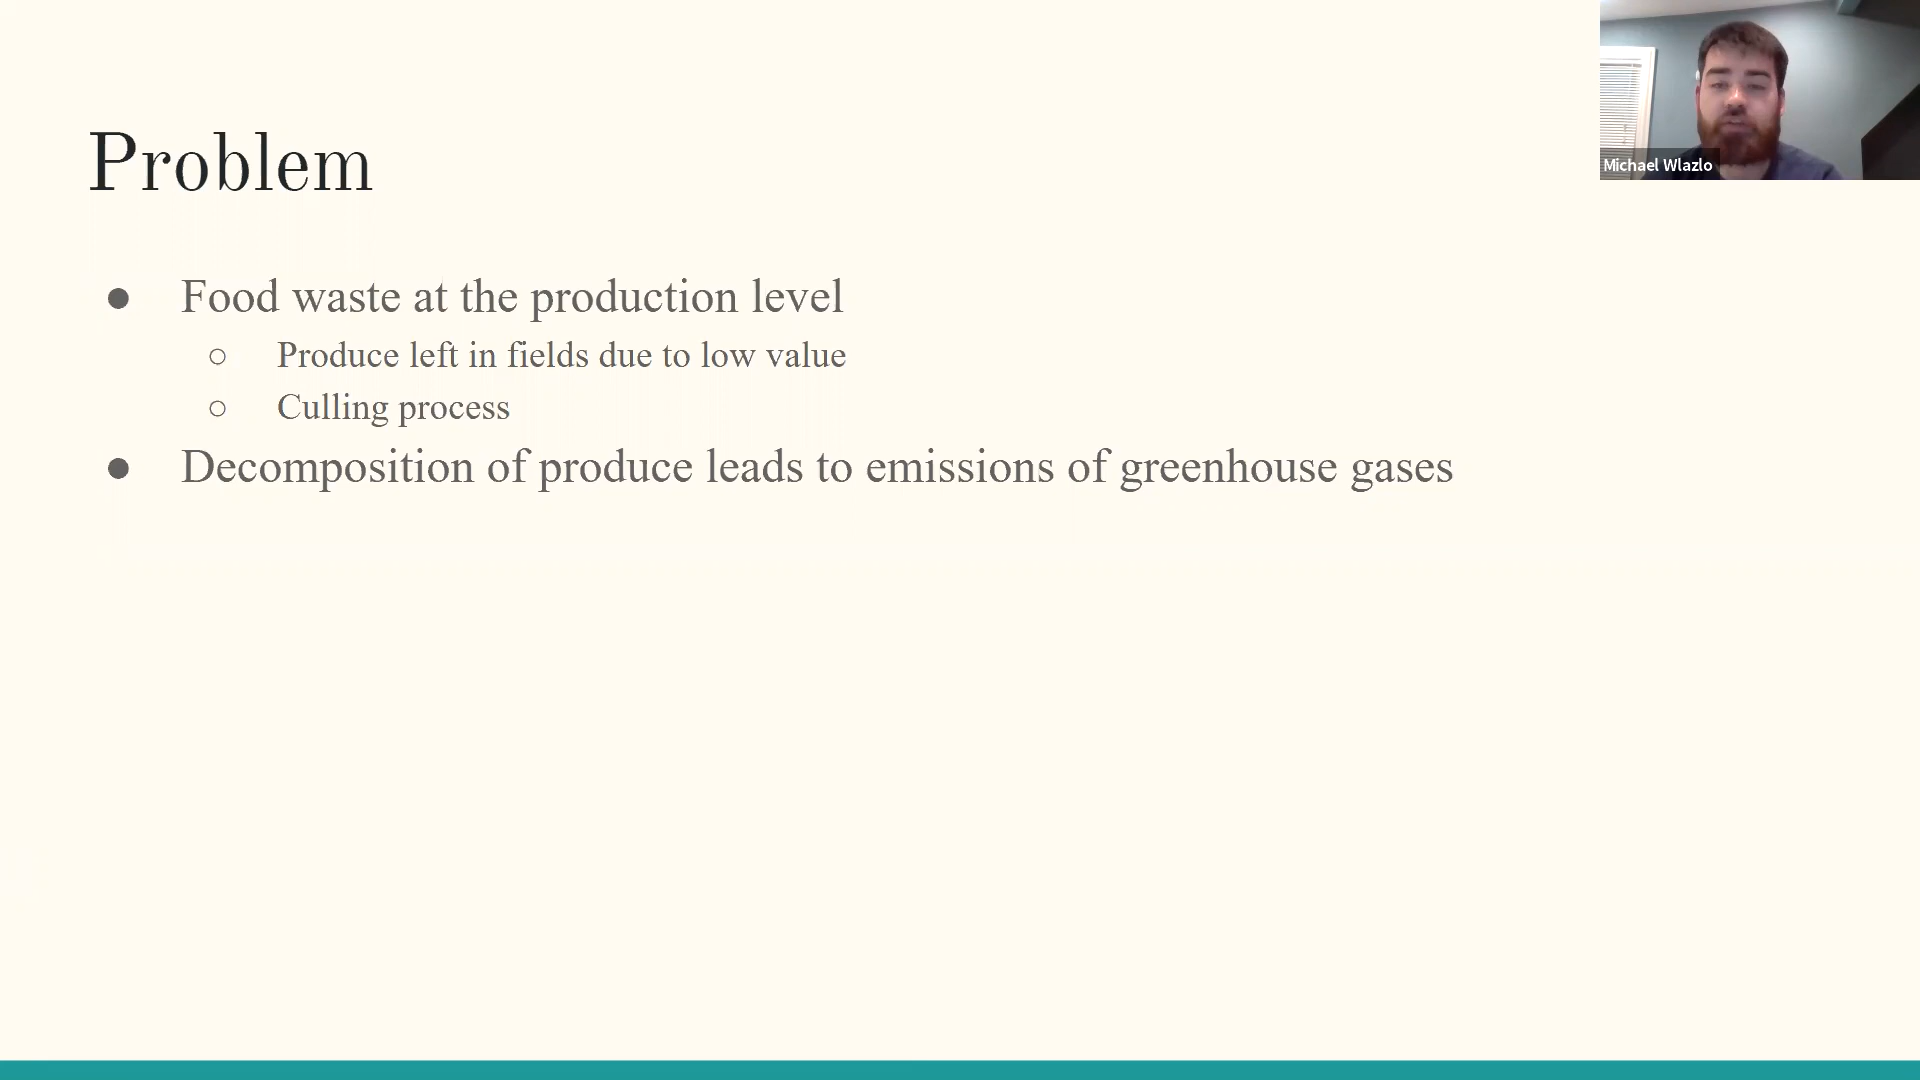 Problem
Michael Wlazlo
● Food waste at the production level
○ Produce left in fields due to low value
○ Culling process
● Decomposition of produce leads to emissions of greenhouse gases